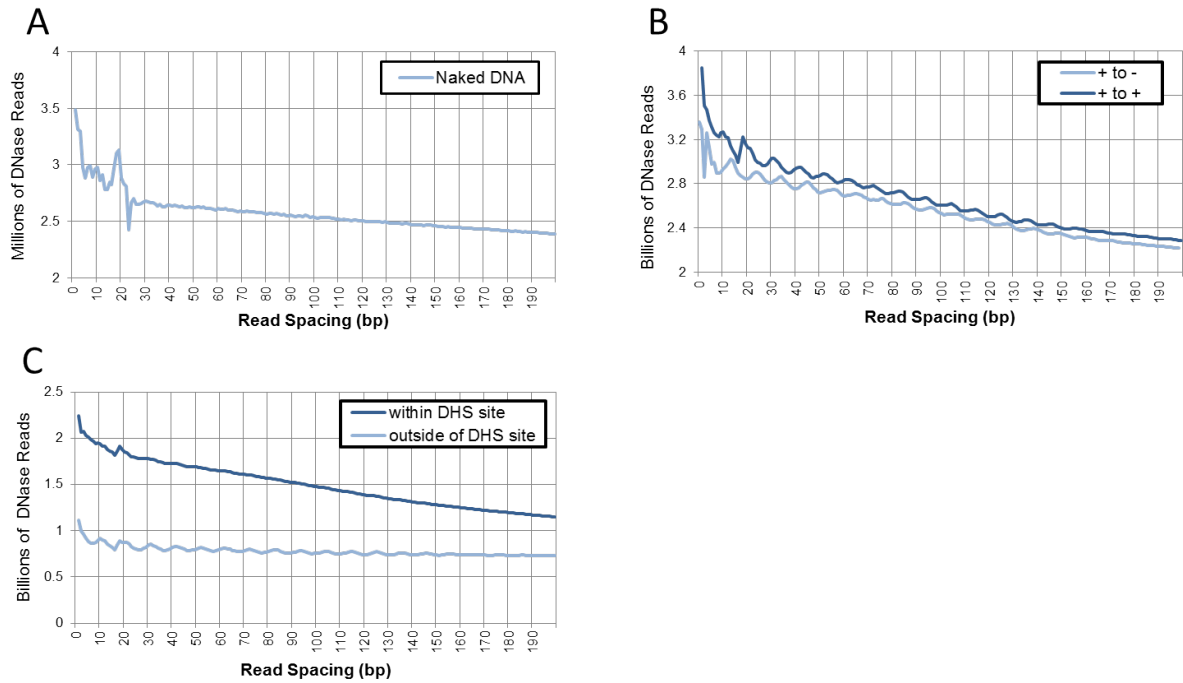 A
4
3.5
3
2.5
2
Millions of DNase Reads
Naked DNA
0 10 20 30 40 50 60 70 80 90 100 110 120 130 140 150 160 170 180 190
Read Spacing (bp)
B
4
3.6
3.2
2.8
2.4
2
Billions of DNase Reads
+ to -
+ to +
0 10 20 30 40 50 60 70 80 90 100 110 120 130 140 150 160 170 180 190
Read Spacing (bp)
C
2.5
2
1.5
1
0.5
0
Billions of DNase Reads
within DHS site
outside of DHS site
0 10 20 30 40 50 60 70 80 90 100 110 120 130 140 150 160 170 180 190
Read Spacing (bp)